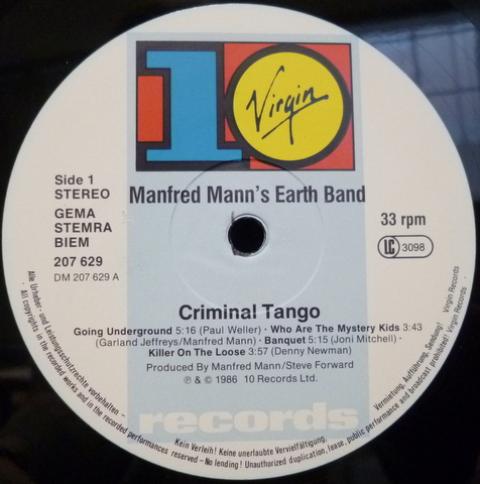 10
Virgin
Side 1
STEREO
Manfred Mann's Earth Band
GEMA
STEMRA
BIEM
33 rpm
207 629
LC 3098
DM 207 629 A
Criminal Tango
Going Underground 5:16 (Paul Weller) · Who Are The Mystery Kids 3:43
(Garland Jeffreys/Manfred Mann) · Banquet 5:15 (Joni Mitchell) ·
Killer On The Loose 3:57 (Denny Newman)
Produced By Manfred Mann/Steve Forward
℗ & © 1986 10 Records Ltd.
records
Alle Urheber- und Leistungsschutzrechte vorbehalten – Kein Verleih! Keine unerlaubte Vervielfältigung, Vermietung, Aufführung, Sendung! Virgin Records
· All copyrights in the recorded works and in the recorded performances reserved – No lending! Unauthorized duplication, lease, public performance and broadcast prohibited! Virgin Records ·